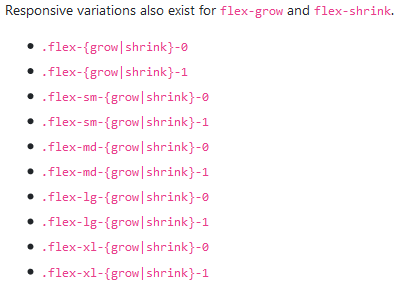 Responsive variations also exist for flex-grow and flex-shrink.
.flex-{grow|shrink}-0
.flex-{grow|shrink}-1
.flex-sm-{grow|shrink}-0
.flex-sm-{grow|shrink}-1
.flex-md-{grow|shrink}-0
.flex-md-{grow|shrink}-1
.flex-lg-{grow|shrink}-0
.flex-lg-{grow|shrink}-1
.flex-xl-{grow|shrink}-0
.flex-xl-{grow|shrink}-1